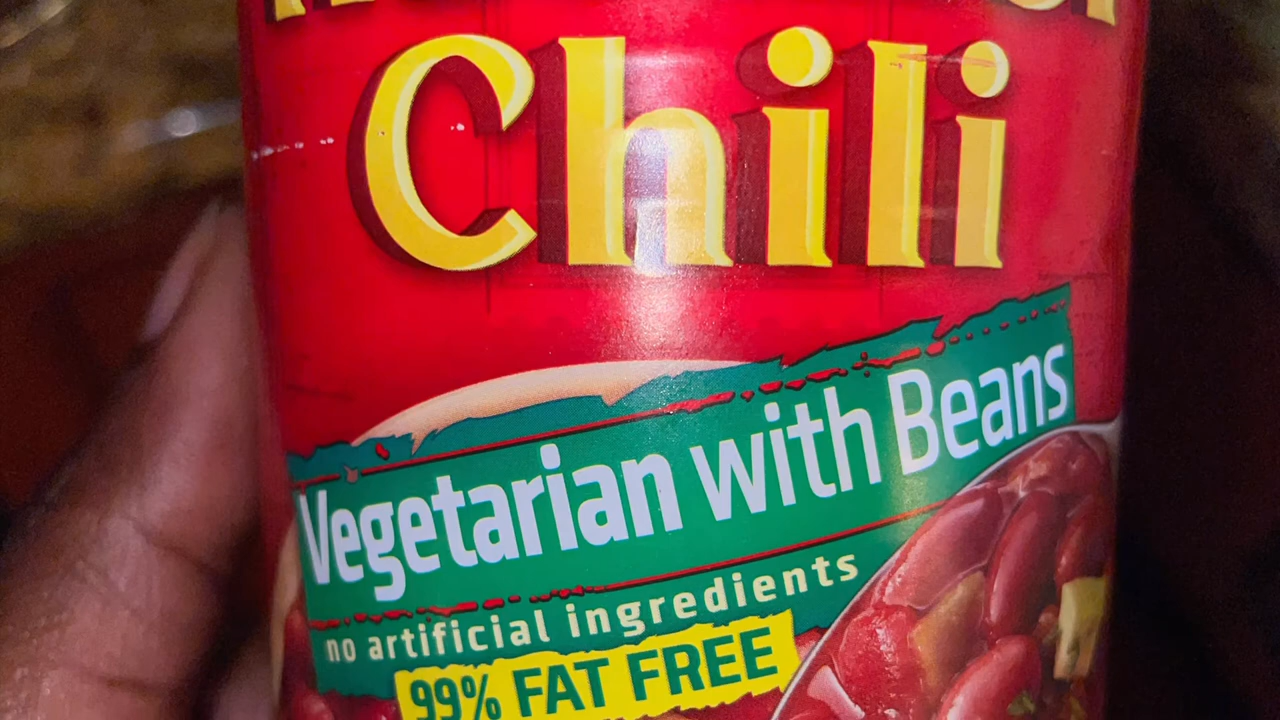 Chili
Vegetarian with Beans
no artificial ingredients
99% FAT FREE